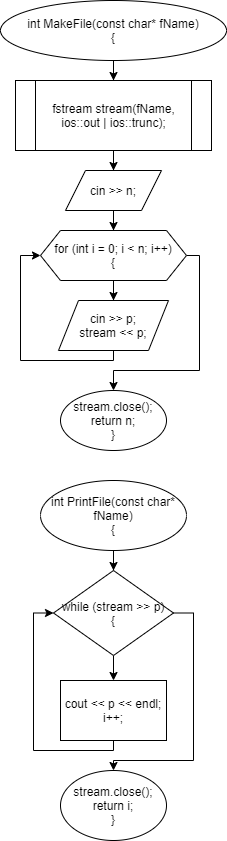 int MakeFile(const char* fName)
{
fstream stream(fName,
ios::out | ios::trunc);
cin >> n;
for (int i = 0; i < n; i++)
{
cin >> p;
stream << p;
stream.close();
return n;
}
int PrintFile(const char*
fName)
{
while (stream >> p)
{
cout << p << endl;
i++;
stream.close();
return i;
}